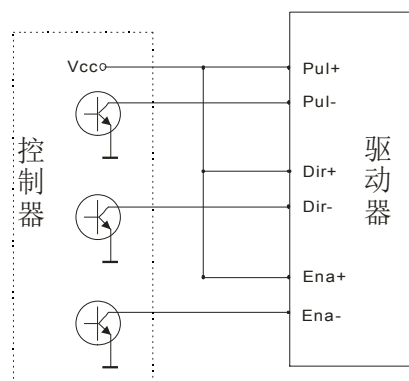 Vcc
Pul+
Pul-
控制器
驱动器
Dir+
Dir-
Ena+
Ena-